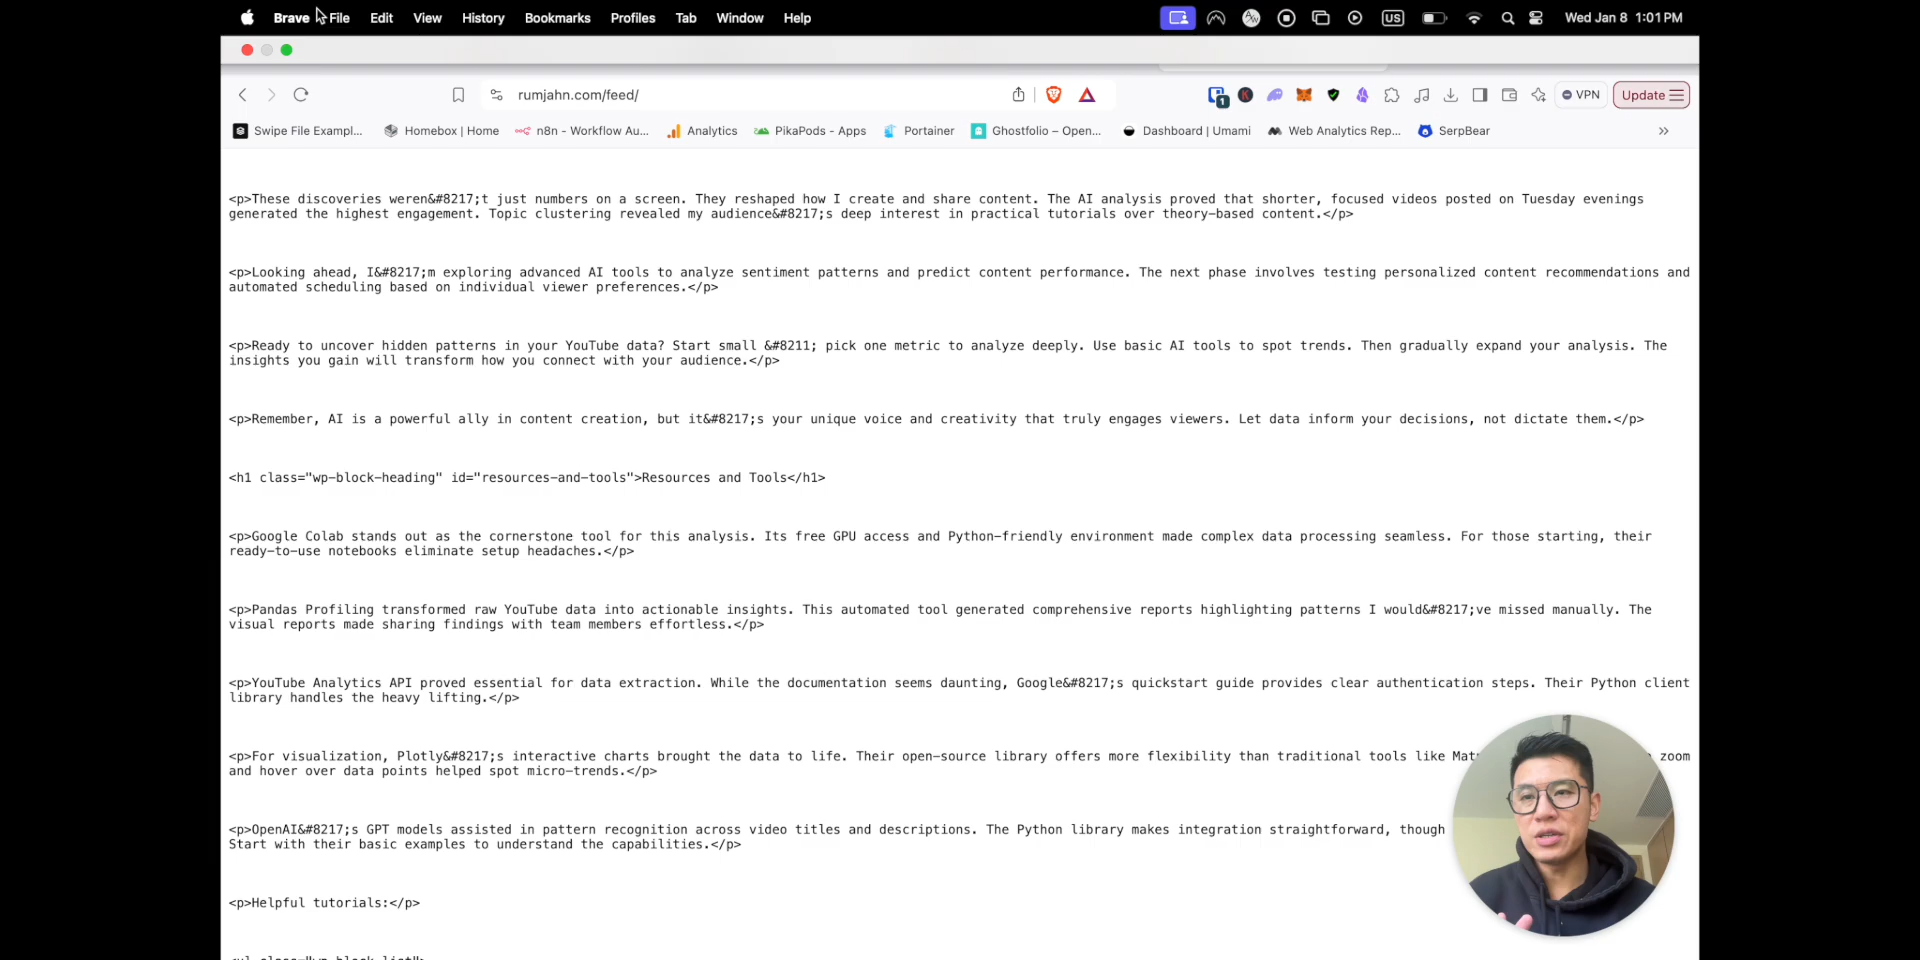 Brave File Edit View History Bookmarks Profiles Tab Window Help US Wed Jan 8 1:01 PM
rumjahn.com/feed/ 1 K VPN Update
Swipe File Exampl... Homebox | Home n8n - Workflow Au... Analytics PikaPods - Apps Portainer Ghostfolio – Open... Dashboard | Umami Web Analytics Rep... SerpBear »
<p>These discoveries weren&#8217;t just numbers on a screen. They reshaped how I create and share content. The AI analysis proved that shorter, focused videos posted on Tuesday evenings
generated the highest engagement. Topic clustering revealed my audience&#8217;s deep interest in practical tutorials over theory-based content.</p>
<p>Looking ahead, I&#8217;m exploring advanced AI tools to analyze sentiment patterns and predict content performance. The next phase involves testing personalized content recommendations and
automated scheduling based on individual viewer preferences.</p>
<p>Ready to uncover hidden patterns in your YouTube data? Start small &#8211; pick one metric to analyze deeply. Use basic AI tools to spot trends. Then gradually expand your analysis. The
insights you gain will transform how you connect with your audience.</p>
<p>Remember, AI is a powerful ally in content creation, but it&#8217;s your unique voice and creativity that truly engages viewers. Let data inform your decisions, not dictate them.</p>
<h1 class="wp-block-heading" id="resources-and-tools">Resources and Tools</h1>
<p>Google Colab stands out as the cornerstone tool for this analysis. Its free GPU access and Python-friendly environment made complex data processing seamless. For those starting, their
ready-to-use notebooks eliminate setup headaches.</p>
<p>Pandas Profiling transformed raw YouTube data into actionable insights. This automated tool generated comprehensive reports highlighting patterns I would&#8217;ve missed manually. The
visual reports made sharing findings with team members effortless.</p>
<p>YouTube Analytics API proved essential for data extraction. While the documentation seems daunting, Google&#8217;s quickstart guide provides clear authentication steps. Their Python client
library handles the heavy lifting.</p>
<p>For visualization, Plotly&#8217;s interactive charts brought the data to life. Their open-source library offers more flexibility than traditional tools like zoom
and hover over data points helped spot micro-trends.</p>
<p>OpenAI&#8217;s GPT models assisted in pattern recognition across video titles and descriptions. The Python library makes integration straightforward, though
Start with their basic examples to understand the capabilities.</p>
<p>Helpful tutorials:</p>